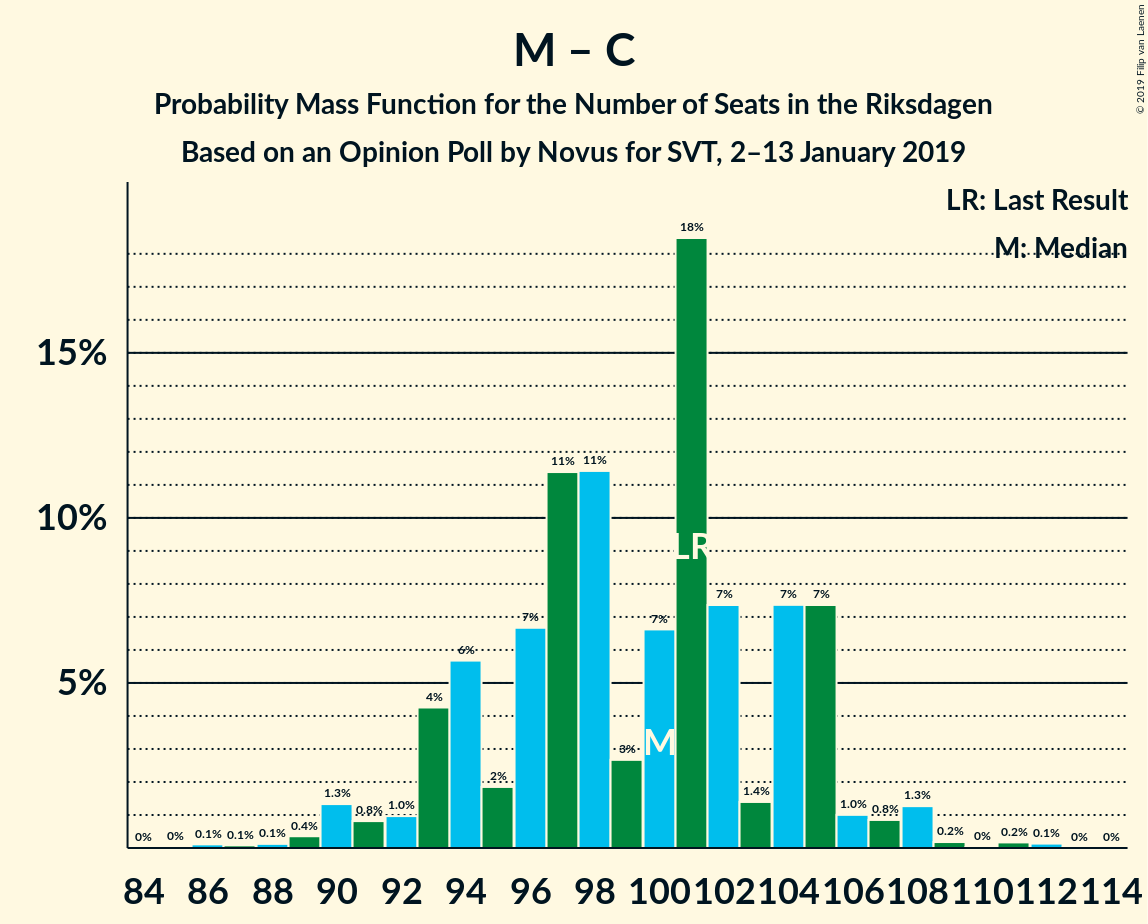 M – C
Probability Mass Function for the Number of Seats in the Riksdagen
Based on an Opinion Poll by Novus for SVT, 2–13 January 2019
© 2019 Filip van Laenen
LR: Last Result
M: Median
15%
10%
5%
0% 0% 0.1% 0.1% 0.1% 0.4% 1.3% 0.8% 1.0% 4% 6% 2% 7% 11% 11% 3% 7% 18% 7% 1.4% 7% 7% 1.0% 0.8% 1.3% 0.2% 0% 0.2% 0.1% 0% 0%
LR
M
84 86 88 90 92 94 96 98 100 102 104 106 108 110 112 114